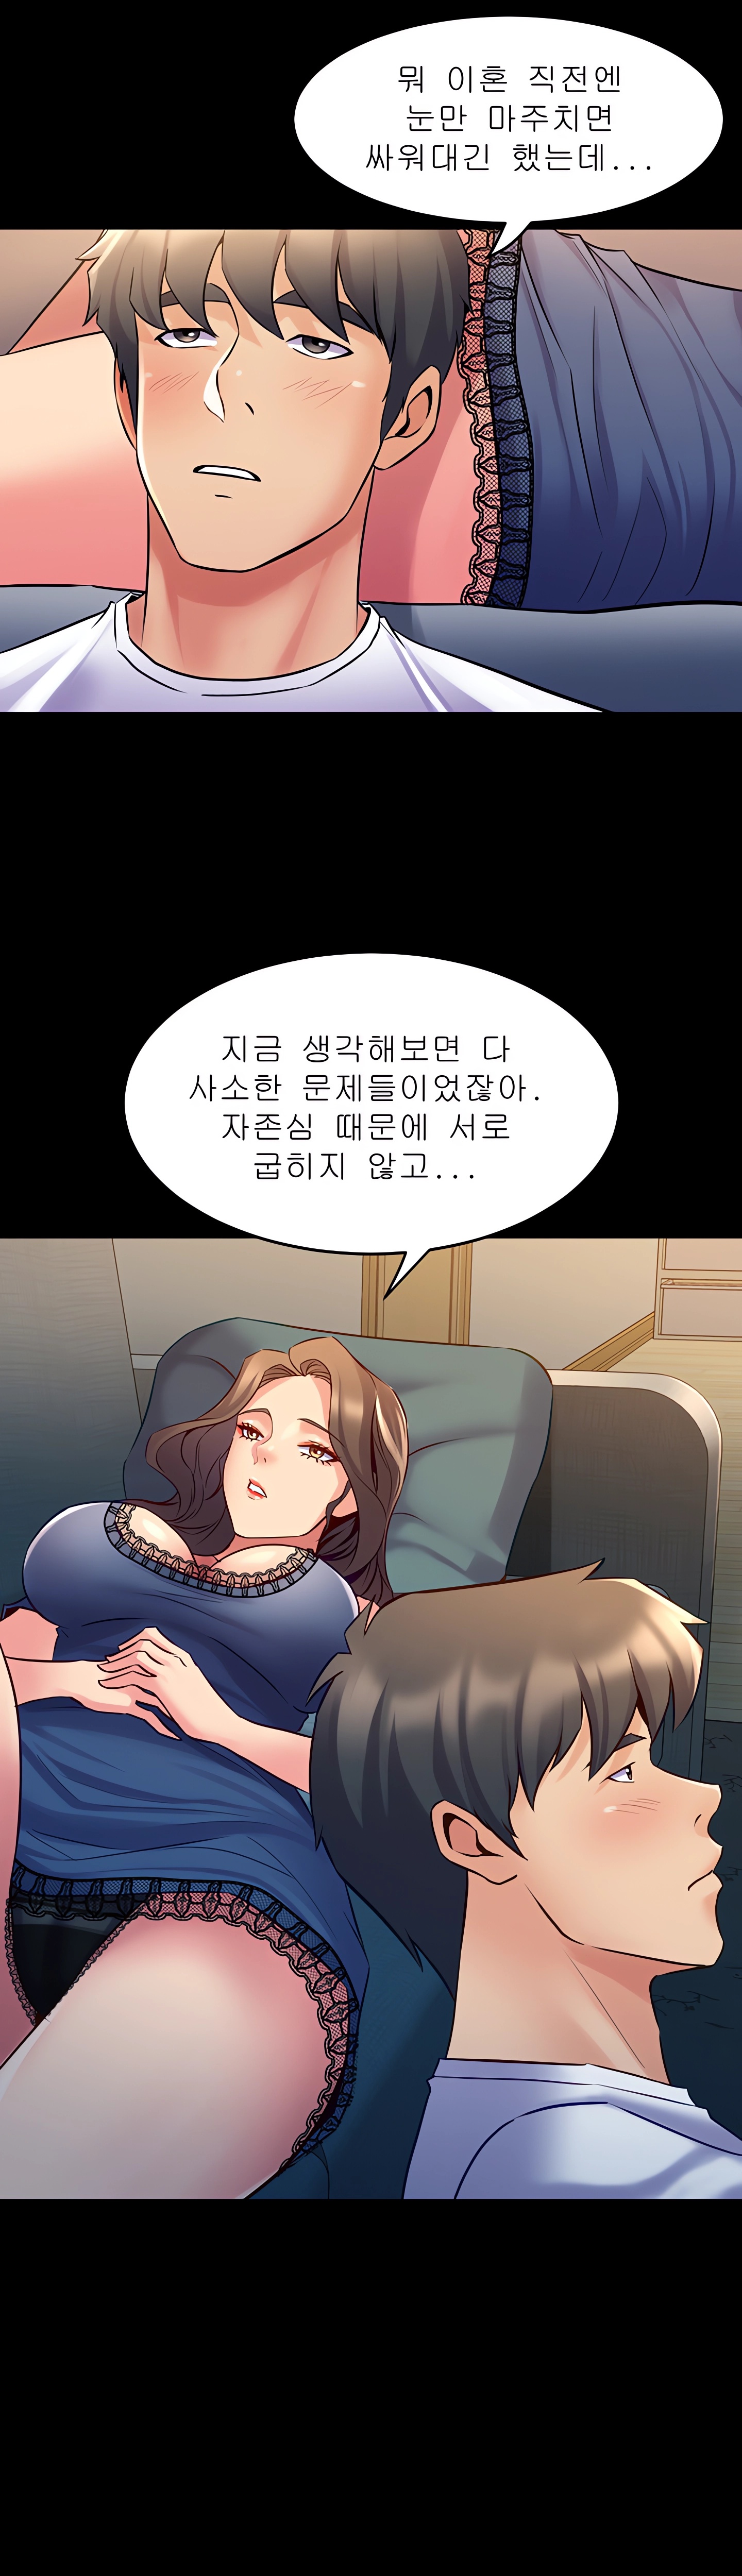 뭐 이혼 직전엔
눈만 마주치면
싸워대긴 했는데...
지금 생각해보면 다
사소한 문제들이었잖아.
자존심 때문에 서로
굽히지 않고...